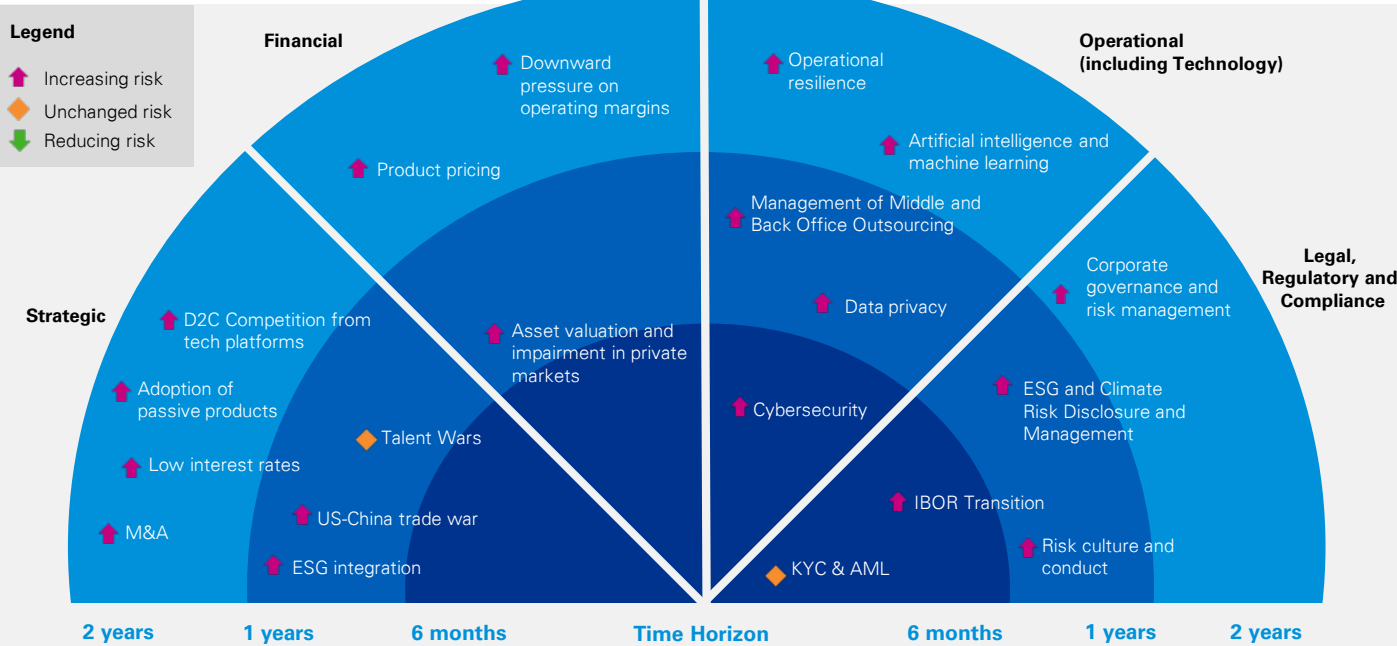 Legend
Increasing risk
Unchanged risk
Reducing risk
Financial
Downward
pressure on
operating margins
Product pricing
Asset valuation and
impairment in private
markets
Operational
(including Technology)
Operational
resilience
Artificial intelligence and
machine learning
Management of Middle and
Back Office Outsourcing
Data privacy
Cybersecurity
Strategic
D2C Competition from
tech platforms
Adoption of
passive products
Talent Wars
Low interest rates
US-China trade war
M&A
ESG integration
Legal,
Regulatory and
Compliance
Corporate
governance and
risk management
ESG and Climate
Risk Disclosure and
Management
IBOR Transition
Risk culture and
conduct
KYC & AML
2 years
1 years
6 months
Time Horizon
6 months
1 years
2 years